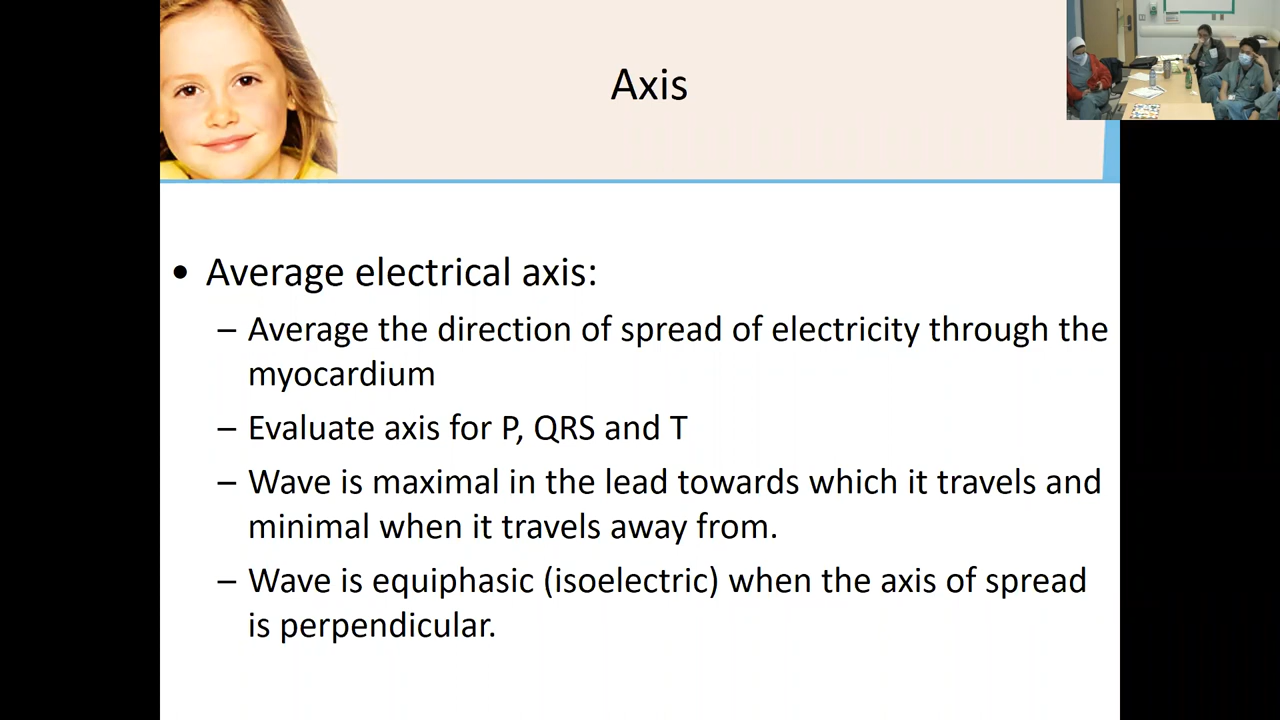 Axis
• Average electrical axis:
– Average the direction of spread of electricity through the
myocardium
– Evaluate axis for P, QRS and T
– Wave is maximal in the lead towards which it travels and
minimal when it travels away from.
– Wave is equiphasic (isoelectric) when the axis of spread
is perpendicular.